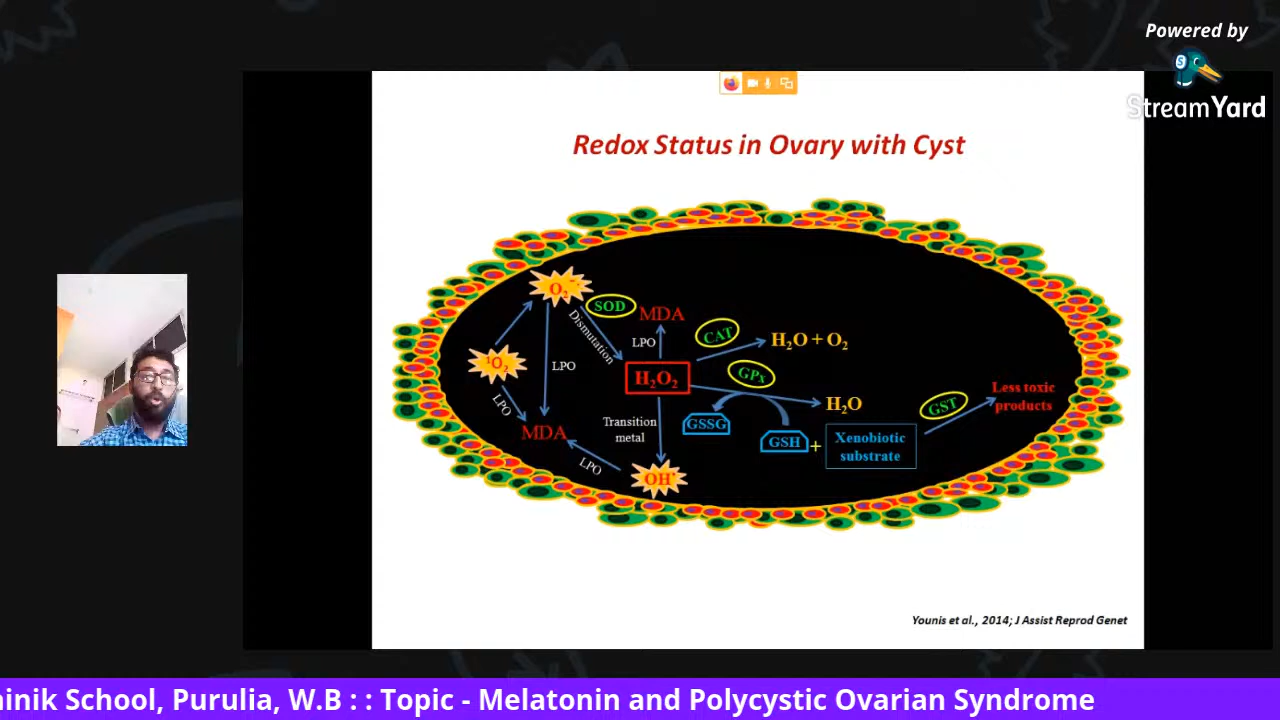 Powered by
StreamYard
Redox Status in Ovary with Cyst
O₂⁻
SOD
MDA
Dismutation
LPO
CAT
H₂O + O₂
¹O₂
LPO
H₂O₂
GPx
H₂O
Less toxic
products
LPO
MDA
Transition
metal
GSSG
GSH
+
Xenobiotic
substrate
GST
LPO
OH
Younis et al., 2014; J Assist Reprod Genet
inik School, Purulia, W.B : : Topic - Melatonin and Polycystic Ovarian Syndrome